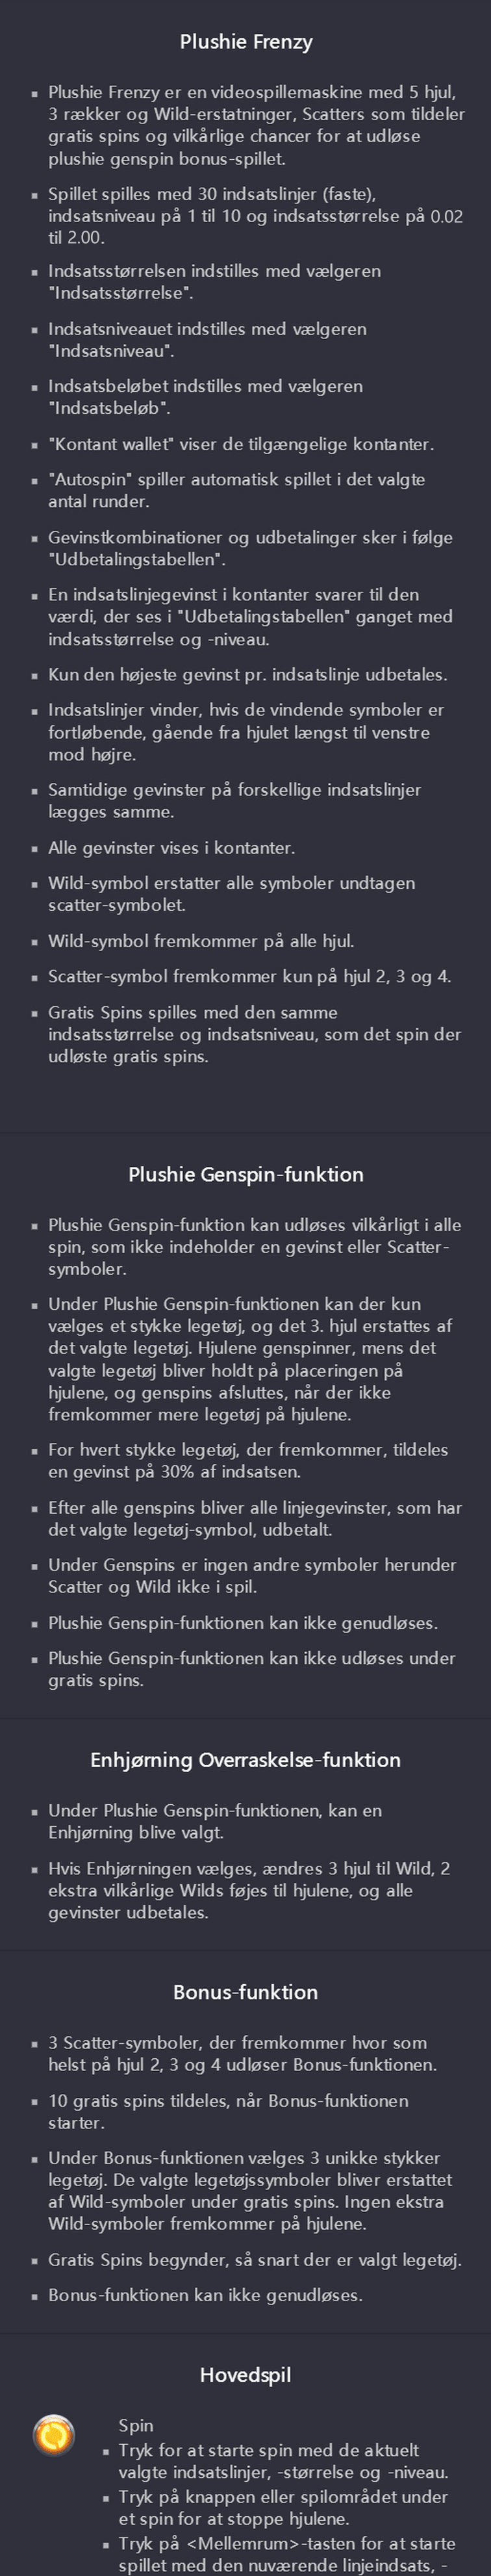 Plushie Frenzy
Plushie Frenzy er en videospillemaskine med 5 hjul,
3 rækker og Wild-erstatninger, Scatters som tildeler
gratis spins og vilkårlige chancer for at udløse
plushie genspin bonus-spillet.
Spillet spilles med 30 indsatslinjer (faste),
indsatsniveau på 1 til 10 og indsatsstørrelse på 0.02
til 2.00.
Indsatsstørrelsen indstilles med vælgeren
"Indsatsstørrelse".
Indsatsniveauet indstilles med vælgeren
"Indsatsniveau".
Indsatsbeløbet indstilles med vælgeren
"Indsatsbeløb".
"Kontant wallet" viser de tilgængelige kontanter.
"Autospin" spiller automatisk spillet i det valgte
antal runder.
Gevinstkombinationer og udbetalinger sker i følge
"Udbetalingstabellen".
En indsatslinjegevinst i kontanter svarer til den
værdi, der ses i "Udbetalingstabellen" ganget med
indsatsstørrelse og -niveau.
Kun den højeste gevinst pr. indsatslinje udbetales.
Indsatslinjer vinder, hvis de vindende symboler er
fortløbende, gående fra hjulet længst til venstre
mod højre.
Samtidige gevinster på forskellige indsatslinjer
lægges samme.
Alle gevinster vises i kontanter.
Wild-symbol erstatter alle symboler undtagen
scatter-symbolet.
Wild-symbol fremkommer på alle hjul.
Scatter-symbol fremkommer kun på hjul 2, 3 og 4.
Gratis Spins spilles med den samme
indsatsstørrelse og indsatsniveau, som det spin der
udløste gratis spins.
Plushie Genspin-funktion
Plushie Genspin-funktion kan udløses vilkårligt i alle
spin, som ikke indeholder en gevinst eller Scatter-
symboler.
Under Plushie Genspin-funktionen kan der kun
vælges et stykke legetøj, og det 3. hjul erstattes af
det valgte legetøj. Hjulene genspinner, mens det
valgte legetøj bliver holdt på placeringen på
hjulene, og genspins afsluttes, når der ikke
fremkommer mere legetøj på hjulene.
For hvert stykke legetøj, der fremkommer, tildeles
en gevinst på 30% af indsatsen.
Efter alle genspins bliver alle linjegevinster, som har
det valgte legetøj-symbol, udbetalt.
Under Genspins er ingen andre symboler herunder
Scatter og Wild ikke i spil.
Plushie Genspin-funktionen kan ikke genudløses.
Plushie Genspin-funktionen kan ikke udløses under
gratis spins.
Enhjørning Overraskelse-funktion
Under Plushie Genspin-funktionen, kan en
Enhjørning blive valgt.
Hvis Enhjørningen vælges, ændres 3 hjul til Wild, 2
ekstra vilkårlige Wilds føjes til hjulene, og alle
gevinster udbetales.
Bonus-funktion
3 Scatter-symboler, der fremkommer hvor som
helst på hjul 2, 3 og 4 udløser Bonus-funktionen.
10 gratis spins tildeles, når Bonus-funktionen
starter.
Under Bonus-funktionen vælges 3 unikke stykker
legetøj. De valgte legetøjssymboler bliver erstattet
af Wild-symboler under gratis spins. Ingen ekstra
Wild-symboler fremkommer på hjulene.
Gratis Spins begynder, så snart der er valgt legetøj.
Bonus-funktionen kan ikke genudløses.
Hovedspil
Spin
Tryk for at starte spin med de aktuelt
valgte indsatslinjer, -størrelse og -niveau.
Tryk på knappen eller spilområdet under
et spin for at stoppe hjulene.
Tryk på <Mellemrum>-tasten for at starte
spillet med den nuværende linjeindsats, -